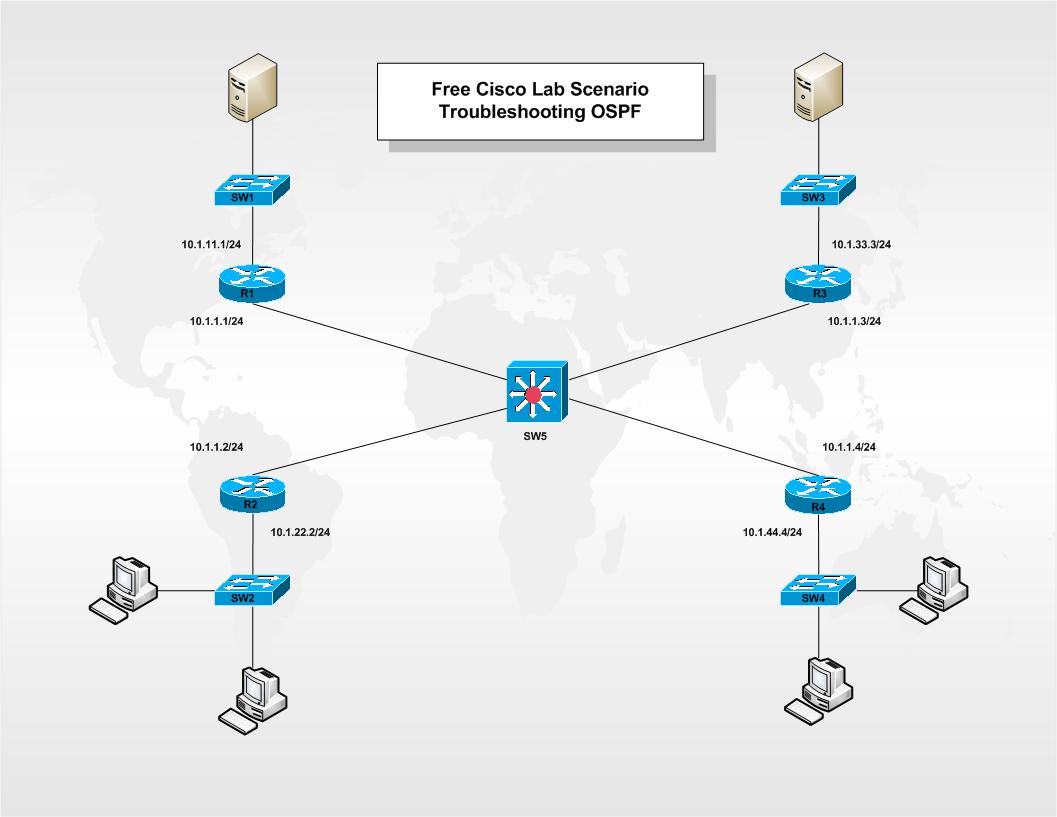 Free Cisco Lab Scenario
Troubleshooting OSPF
SW1
SW3
10.1.11.1/24
10.1.33.3/24
R1
R3
10.1.1.1/24
10.1.1.3/24
SW5
10.1.1.2/24
10.1.1.4/24
R2
R4
10.1.22.2/24
10.1.44.4/24
SW2
SW4